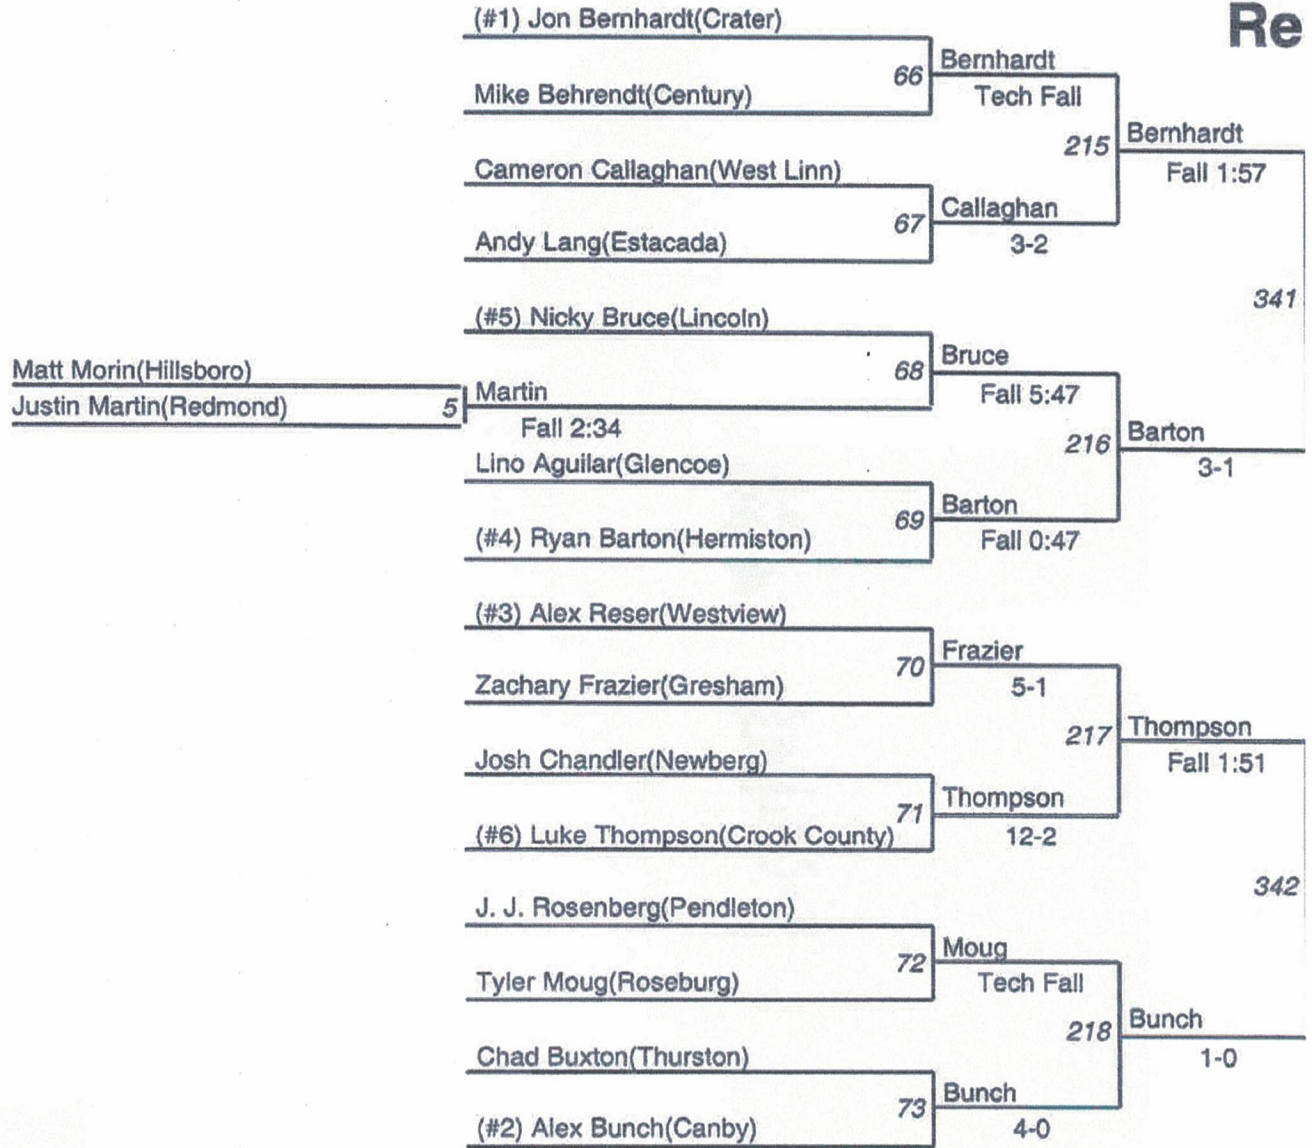 Re
(#1) Jon Bernhardt(Crater)
66
Bernhardt
Mike Behrendt(Century)
Tech Fall
215
Bernhardt
Cameron Callaghan(West Linn)
Fall 1:57
67
Callaghan
Andy Lang(Estacada)
3-2
341
(#5) Nicky Bruce(Lincoln)
68
Bruce
Matt Morin(Hillsboro)
Justin Martin(Redmond)
5
Martin
Fall 5:47
Fall 2:34
216
Barton
Lino Aguilar(Glencoe)
3-1
69
Barton
(#4) Ryan Barton(Hermiston)
Fall 0:47
(#3) Alex Reser(Westview)
70
Frazier
Zachary Frazier(Gresham)
5-1
217
Thompson
Josh Chandler(Newberg)
Fall 1:51
71
Thompson
(#6) Luke Thompson(Crook County)
12-2
342
J. J. Rosenberg(Pendleton)
72
Moug
Tyler Moug(Roseburg)
Tech Fall
218
Bunch
Chad Buxton(Thurston)
1-0
73
Bunch
(#2) Alex Bunch(Canby)
4-0